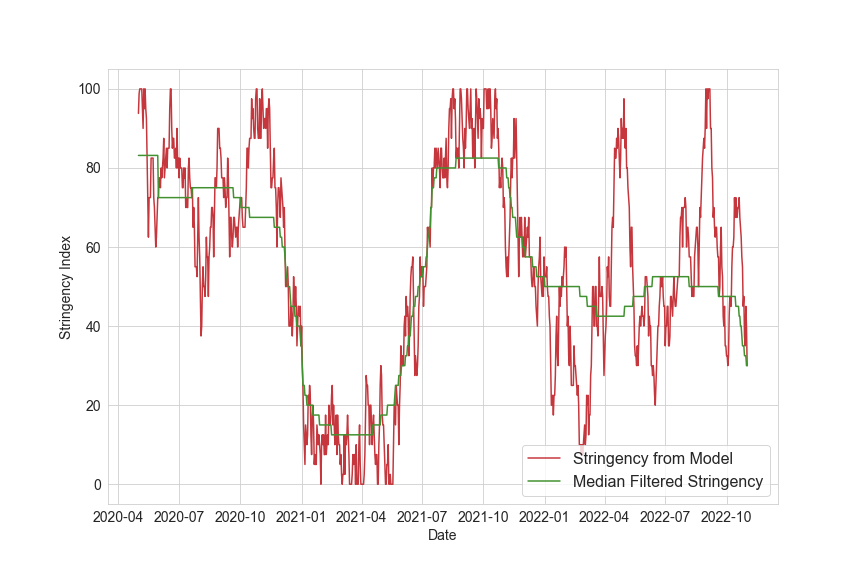 100
80
60
40
20
0
Stringency Index
Stringency from Model
Median Filtered Stringency
2020-04 2020-07 2020-10 2021-01 2021-04 2021-07 2021-10 2022-01 2022-04 2022-07 2022-10
Date